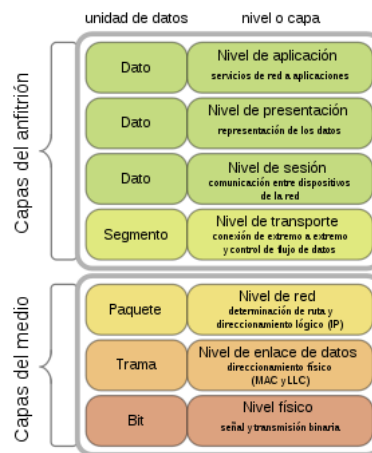 unidad de datos
nivel o capa
Capas del anfitrión
Dato
Nivel de aplicación
servicios de red a aplicaciones
Dato
Nivel de presentación
representación de los datos
Dato
Nivel de sesión
comunicación entre dispositivos
de la red
Segmento
Nivel de transporte
conexión de extremo a extremo
y control de flujo de datos
Capas del medio
Paquete
Nivel de red
determinación de ruta y
direccionamiento lógico (IP)
Trama
Nivel de enlace de datos
direccionamiento físico
(MAC y LLC)
Bit
Nivel físico
señal y transmisión binaria